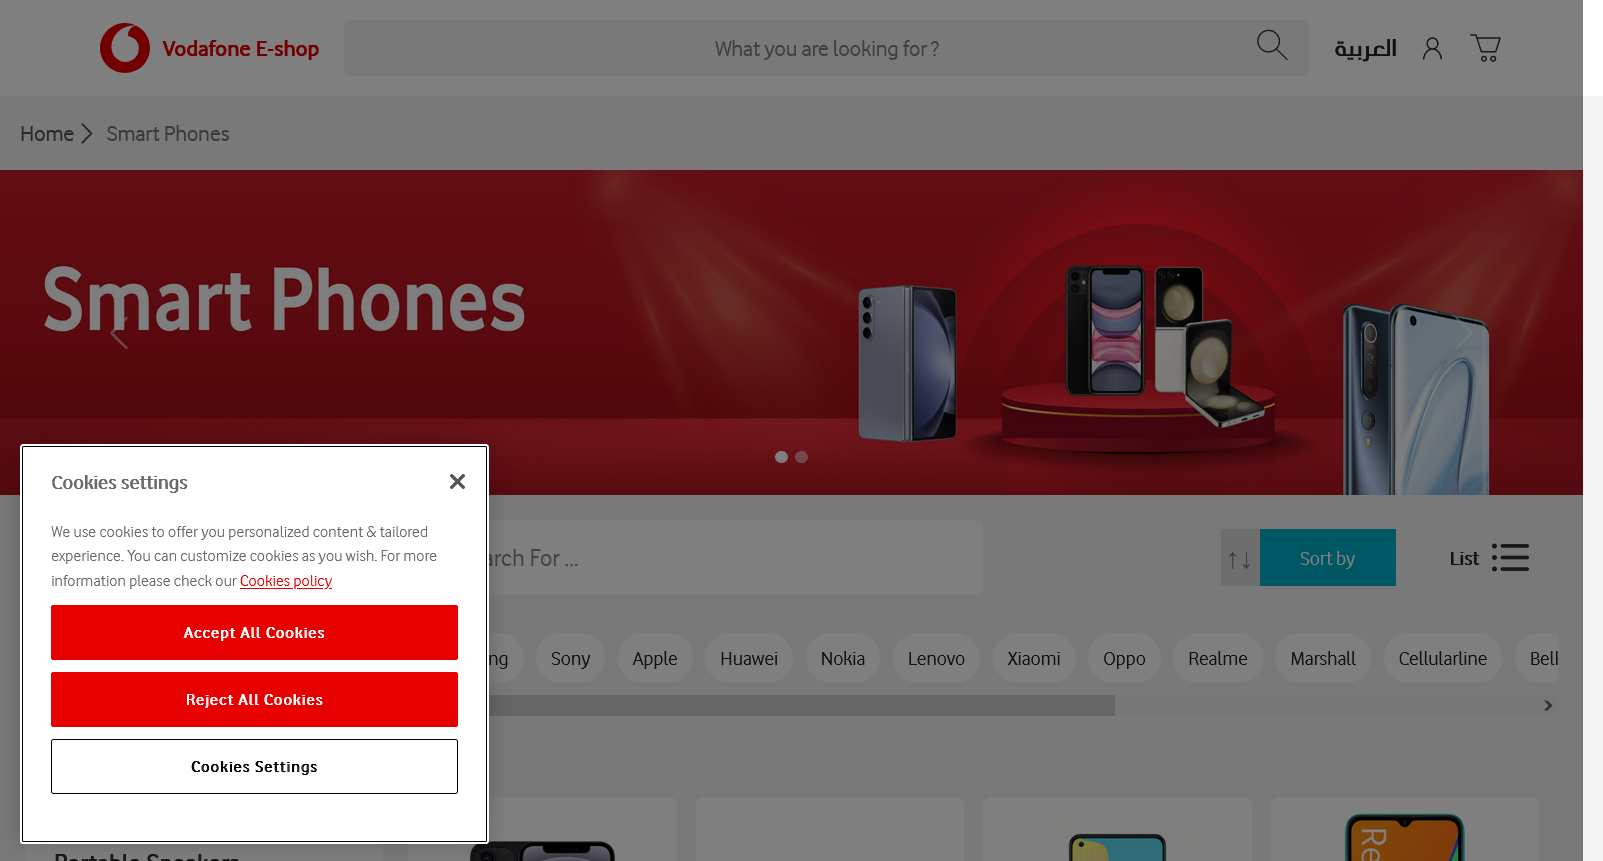 Vodafone E-shop
What you are looking for ?
العربية
Home
Smart Phones
Smart Phones
Cookies settings
We use cookies to offer you personalized content & tailored
experience. You can customize cookies as you wish. For more
information please check our Cookies policy
Accept All Cookies
Reject All Cookies
Cookies Settings
arch For ...
Sort by
List
ng
Sony
Apple
Huawei
Nokia
Lenovo
Xiaomi
Oppo
Realme
Marshall
Cellularline
Bel
Portable Speakers
Re